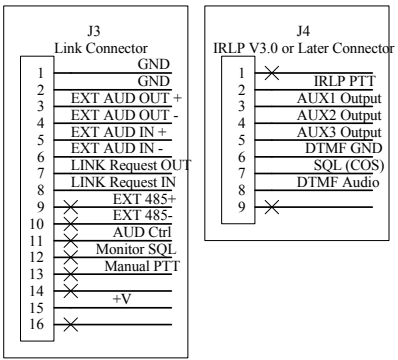 J3
Link Connector
1 GND
2 GND
3 EXT AUD OUT +
4 EXT AUD OUT -
5 EXT AUD IN +
6 EXT AUD IN -
7 LINK Request OUT
8 LINK Request IN
9 EXT 485+
10 EXT 485-
11 AUD Ctrl
12 Monitor SQL
13 Manual PTT
14
15 +V
16
J4
IRLP V3.0 or Later Connector
1
2 IRLP PTT
3 AUX1 Output
4 AUX2 Output
5 AUX3 Output
6 DTMF GND
7 SQL (COS)
8 DTMF Audio
9